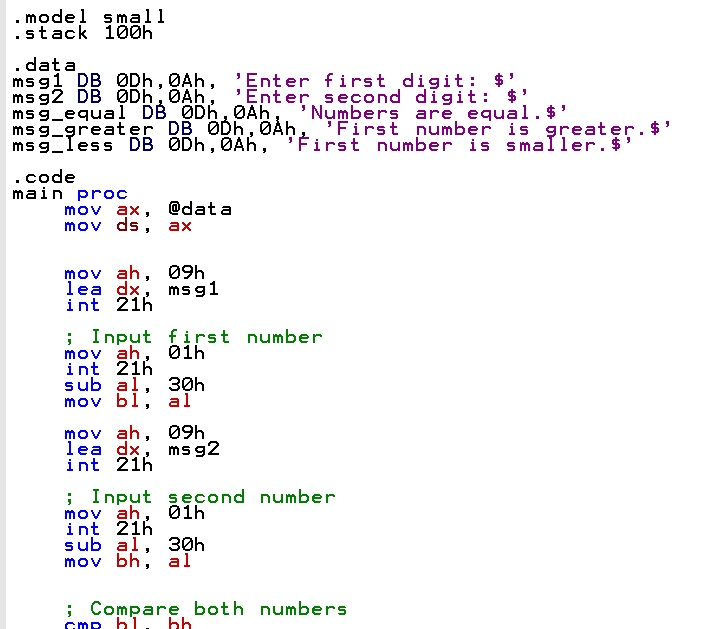 .model small
.stack 100h
.data
msg1 DB 0Dh,0Ah, 'Enter first digit: $'
msg2 DB 0Dh,0Ah, 'Enter second digit: $'
msg_equal DB 0Dh,0Ah, 'Numbers are equal.$'
msg_greater DB 0Dh,0Ah, 'First number is greater.$'
msg_less DB 0Dh,0Ah, 'First number is smaller.$'
.code
main proc
mov ax, @data
mov ds, ax
mov ah, 09h
lea dx, msg1
int 21h
; Input first number
mov ah, 01h
int 21h
sub al, 30h
mov bl, al
mov ah, 09h
lea dx, msg2
int 21h
; Input second number
mov ah, 01h
int 21h
sub al, 30h
mov bh, al
; Compare both numbers
cmp bl, bh